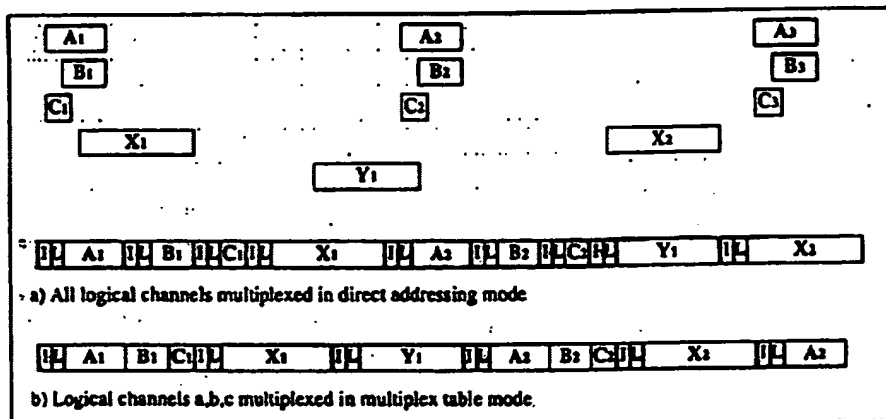 A1 A2 A3
B1 B2 B3
C1 C2 C3
X1 X2
Y1
I L A1 I L B1 I L C1 I L X1 I L A2 I L B2 I L C2 I L Y1 I L X2
a) All logical channels multiplexed in direct addressing mode
I L A1 B1 C1 I L X1 I L Y1 I L A2 B2 C2 I L X2 I L A2
b) Logical channels a,b,c multiplexed in multiplex table mode.